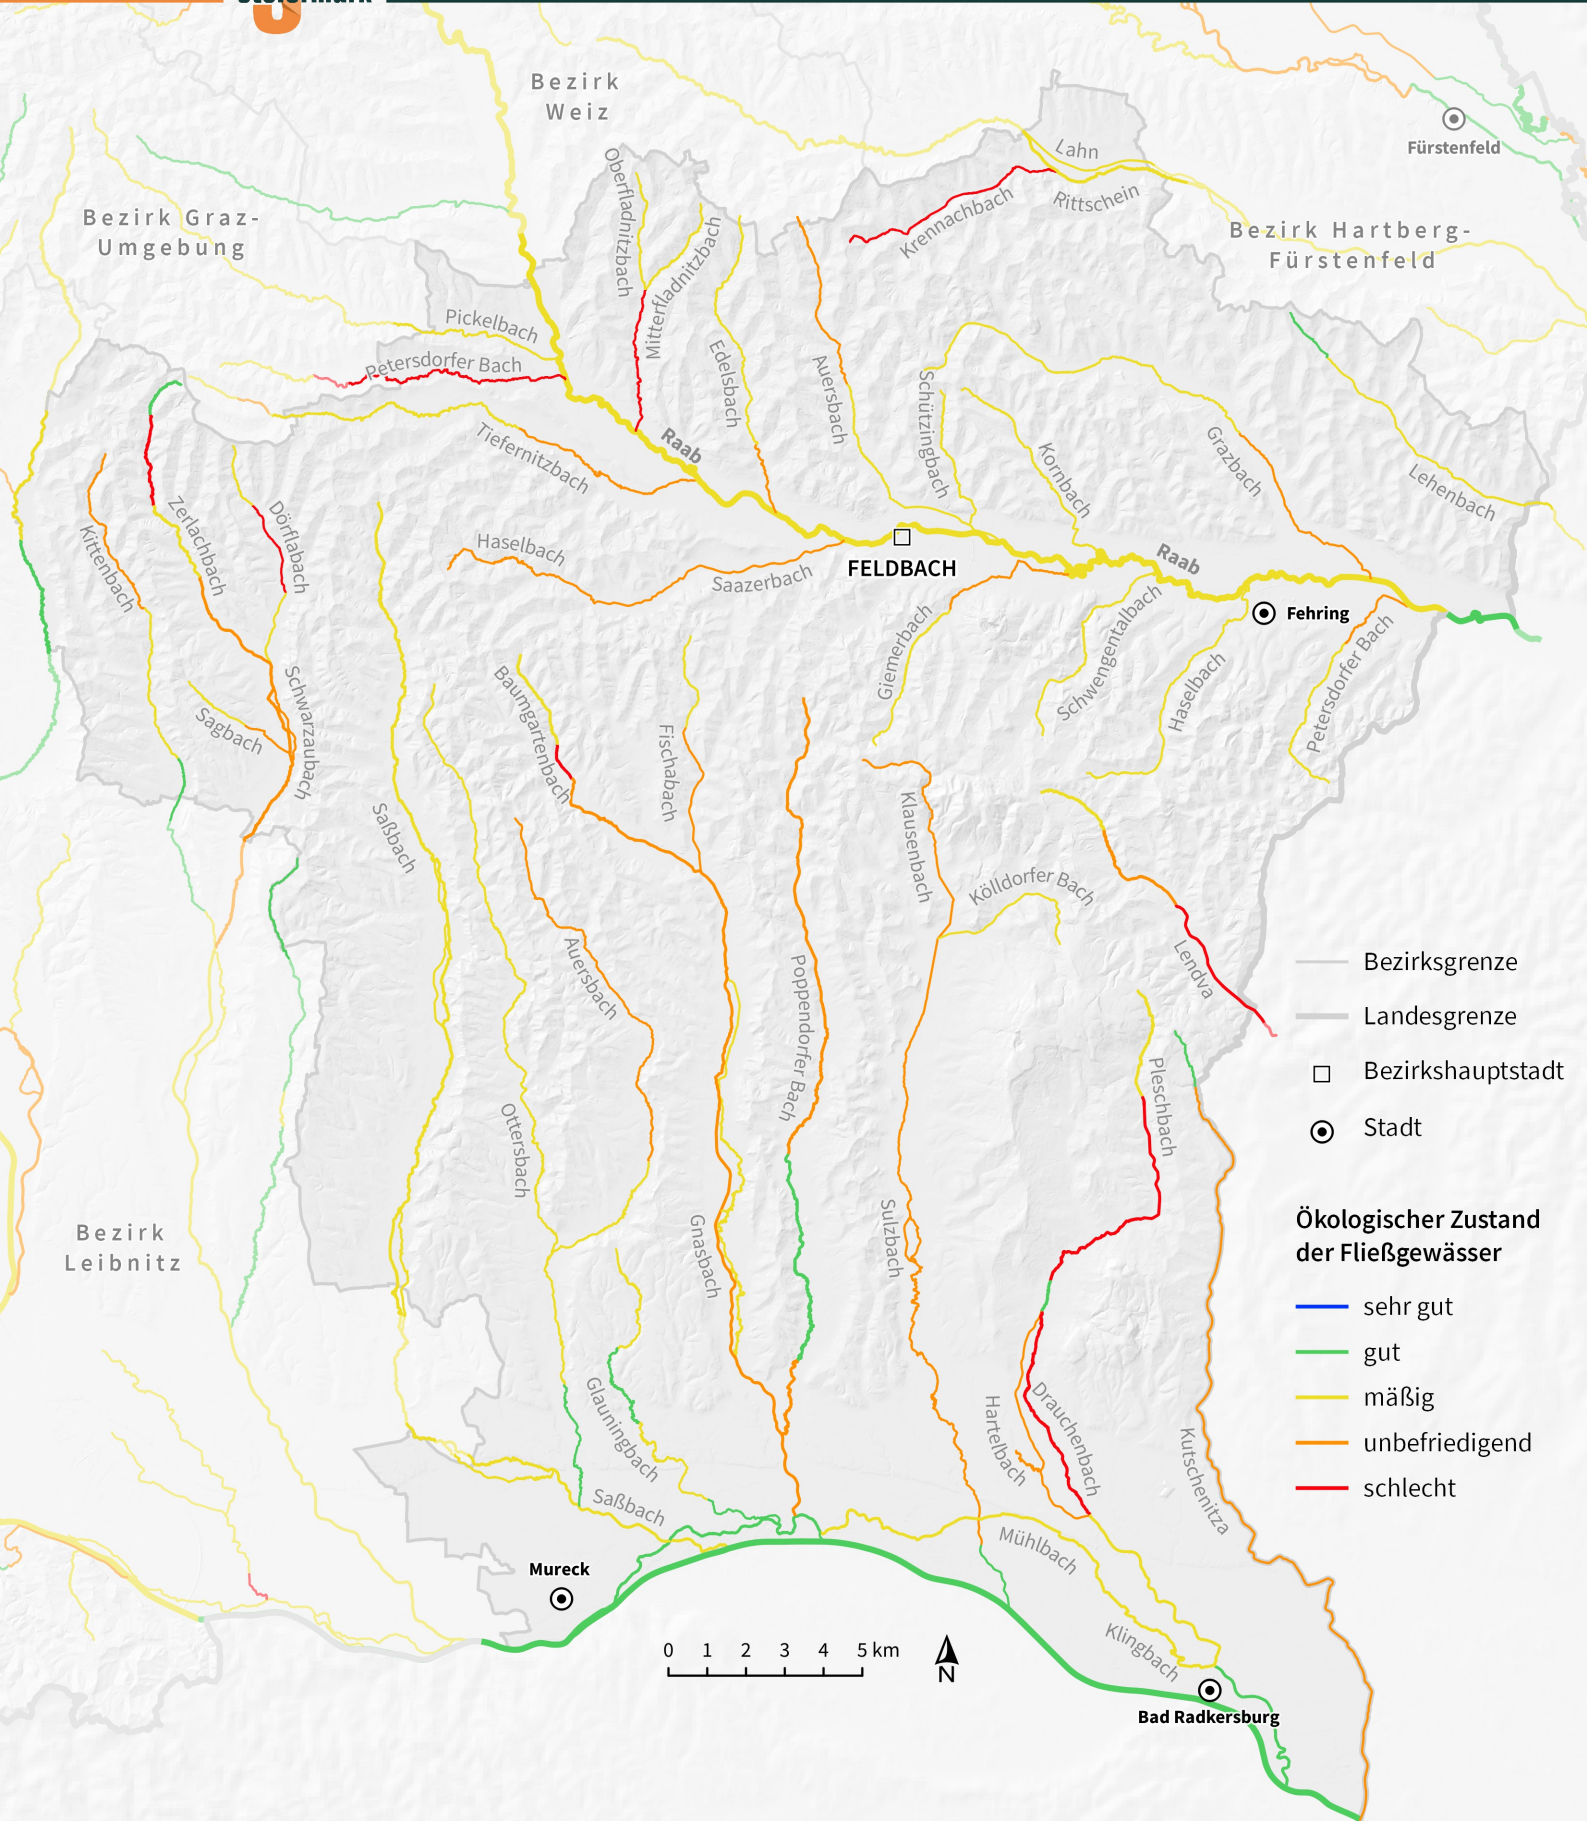 Steiermark
Bezirk
Weiz
Fürstenfeld
Lahn
Rittschein
Krennachbach
Oberfladnitzbach
Mitterfladnitzbach
Bezirk Graz-
Umgebung
Bezirk Hartberg-
Fürstenfeld
Pickelbach
Petersdorfer Bach
Edelsbach
Auersbach
Schützingbach
Kornbach
Grazbach
Lehenbach
Tiefernitzbach
Raab
Zerlachbach
Kittenbach
Dörflabach
Haselbach
Saazerbach
FELDBACH
Raab
Fehring
Giemerbach
Schwengentalbach
Haselbach
Petersdorfer Bach
Sagbach
Schwarzaubach
Baumgartenbach
Fischabach
Saßbach
Klausenbach
Kölldorfer Bach
Auersbach
Poppendorfer Bach
Lendva
Pleschbach
Ottersbach
Gnasbach
Sulzbach
Bezirk
Leibnitz
Glauningbach
Hartelbach
Drauchenbach
Kutschenitza
Saßbach
Mühlbach
Mureck
Klingbach
Bad Radkersburg
0 1 2 3 4 5 km
N
Bezirksgrenze
Landesgrenze
Bezirkshauptstadt
Stadt
Ökologischer Zustand
der Fließgewässer
sehr gut
gut
mäßig
unbefriedigend
schlecht